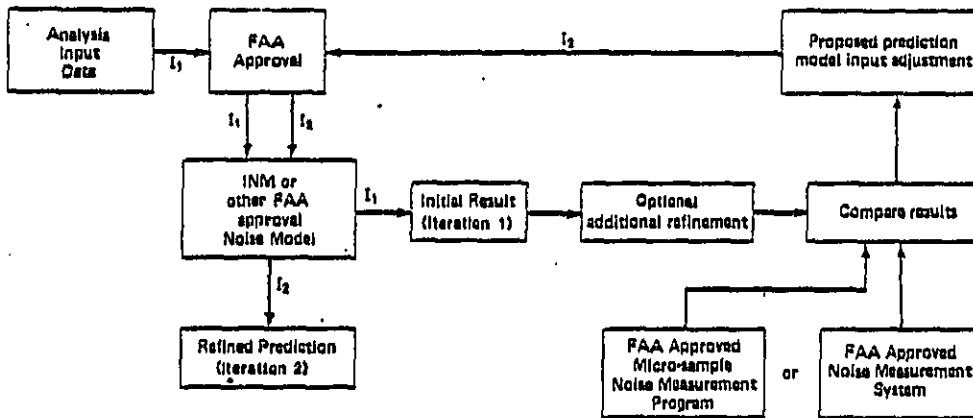 Analysis
Input
Data
I₁
FAA
Approval
I₂
Proposed prediction
model input adjustment
I₁
I₂
INM or
other FAA
approval
Noise Model
I₁
Initial Result
(Iteration 1)
Optional
additional refinement
Compare results
I₂
Refined Prediction
(Iteration 2)
FAA Approved
Micro-sample
Noise Measurement
Program
or
FAA Approved
Noise Measurement
System